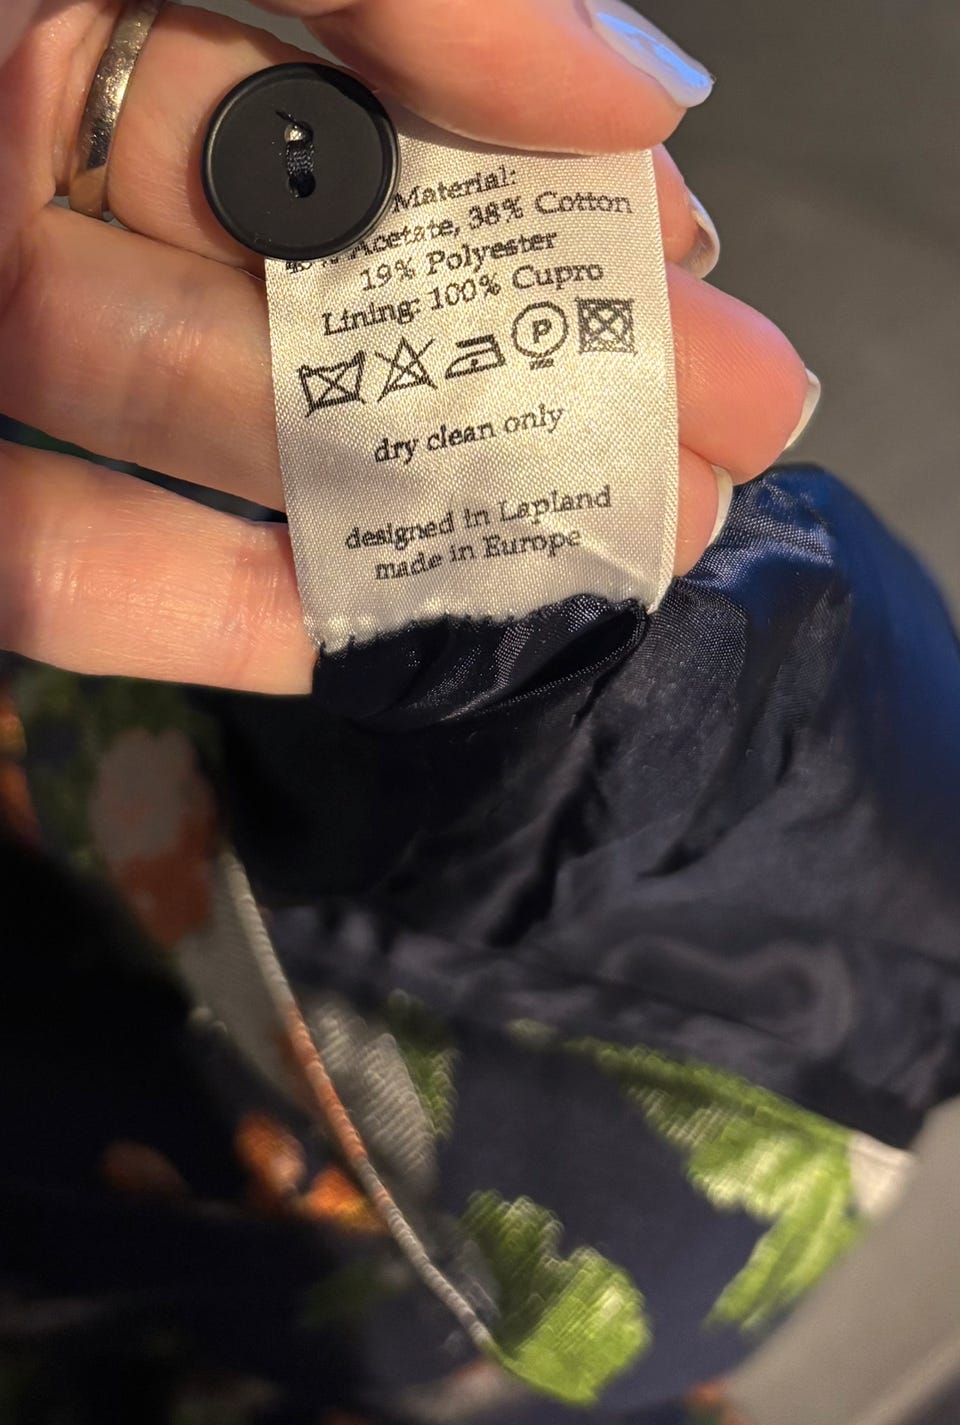 Material:
Acetate, 38% Cotton
19% Polyester
Lining: 100% Cupro
P
dry clean only
designed in Lapland
made in Europe